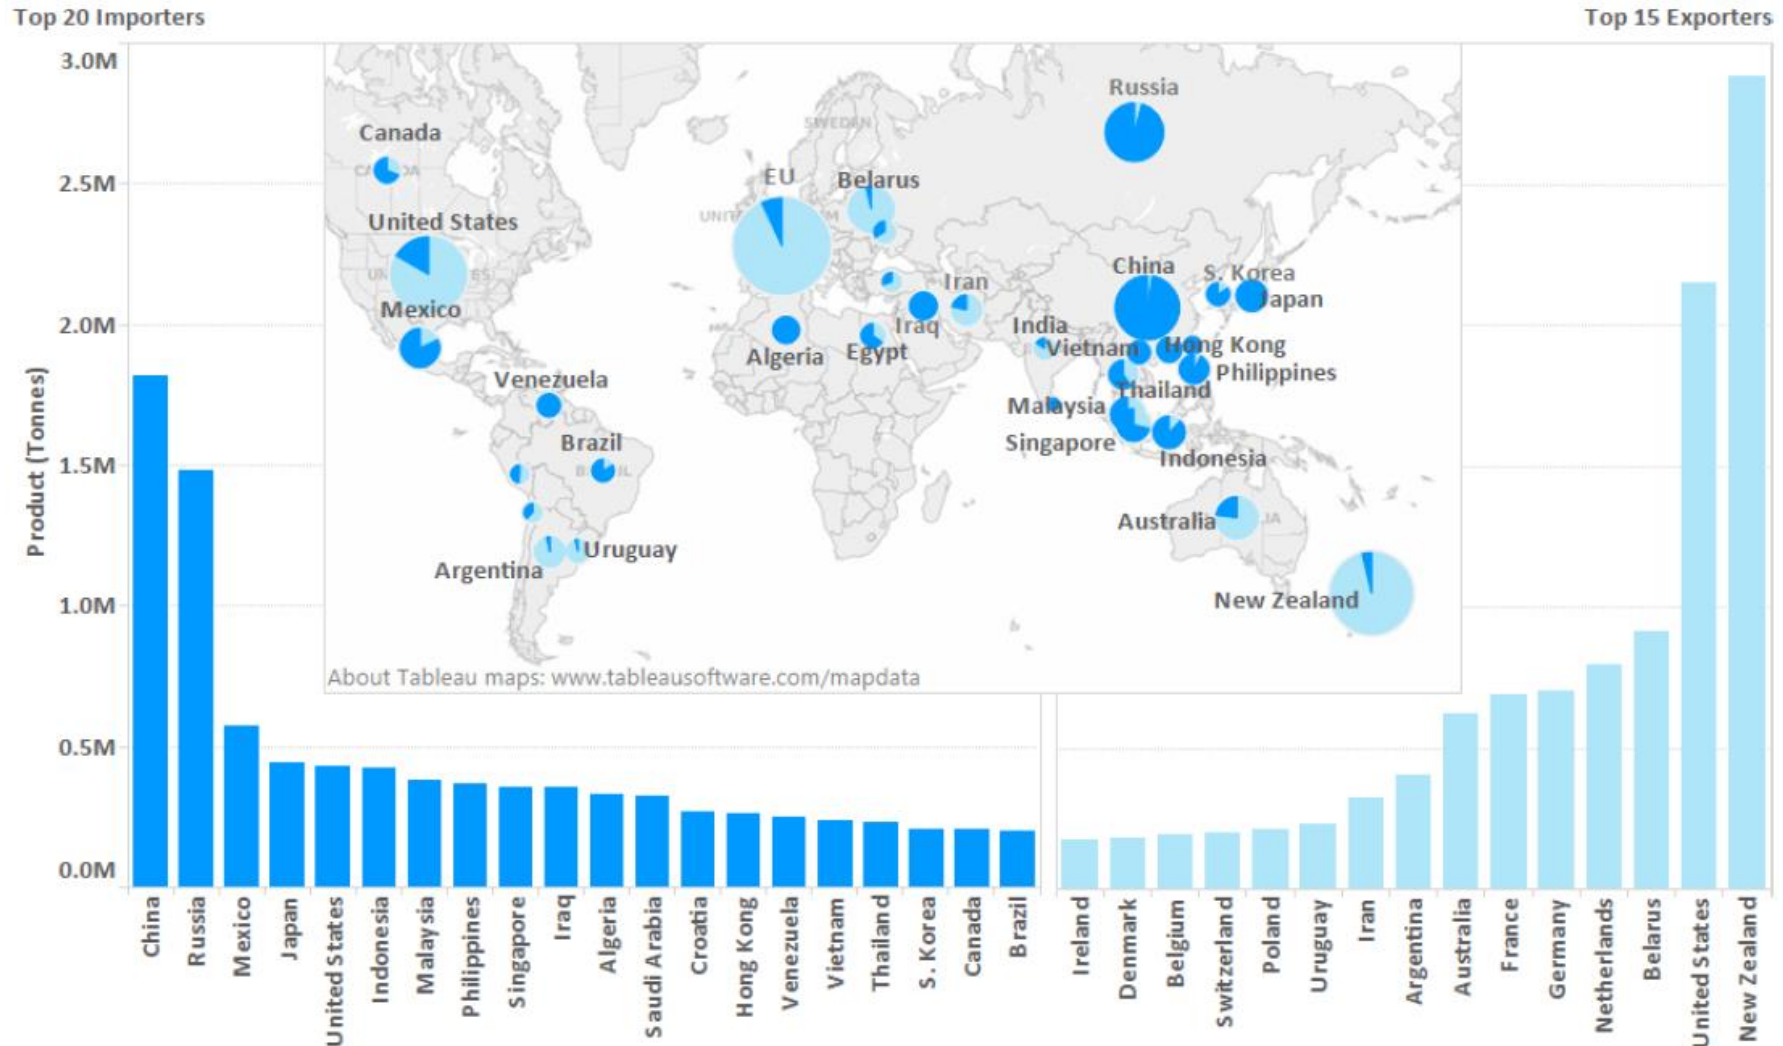 Top 20 Importers
Top 15 Exporters
Product (Tonnes)
3.0M
2.5M
2.0M
1.5M
1.0M
0.5M
0.0M
Russia
Canada
SWEDEN
EU
Belarus
United States
China
S. Korea
Japan
Iran
Mexico
Iraq
India
Algeria
Egypt
Vietnam
Hong Kong
Philippines
Venezuela
Thailand
Malaysia
Brazil
Singapore
Indonesia
Australia
Uruguay
Argentina
New Zealand
About Tableau maps: www.tableausoftware.com/mapdata
China
Russia
Mexico
Japan
United States
Indonesia
Malaysia
Philippines
Singapore
Iraq
Algeria
Saudi Arabia
Croatia
Hong Kong
Venezuela
Vietnam
Thailand
S. Korea
Canada
Brazil
Ireland
Denmark
Belgium
Switzerland
Poland
Uruguay
Iran
Argentina
Australia
France
Germany
Netherlands
Belarus
United States
New Zealand